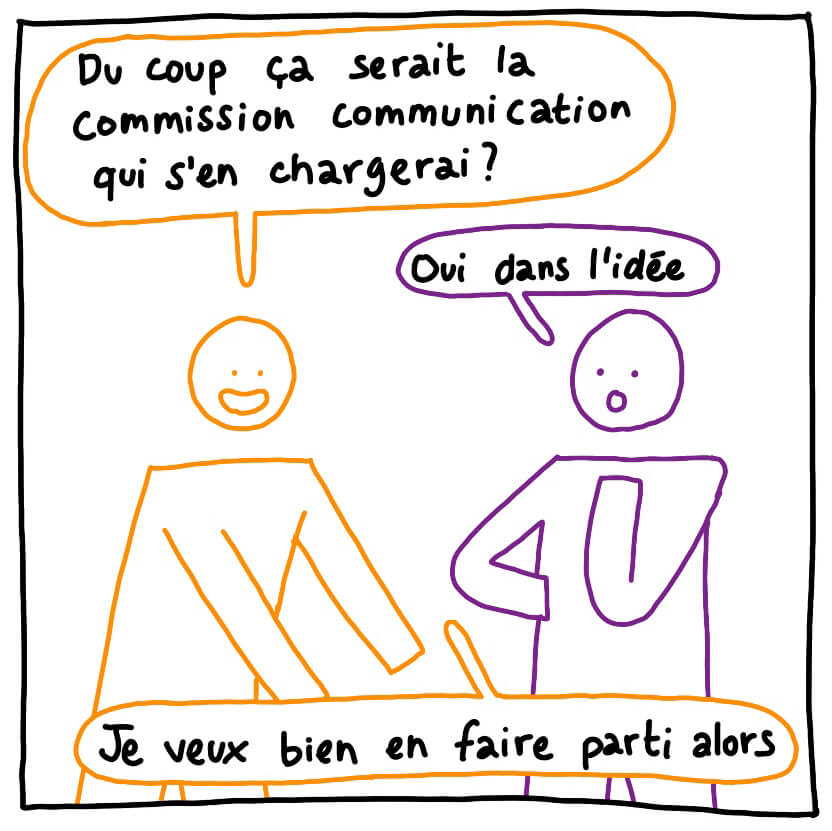 Du coup ça serait la
commission communication
qui s'en chargerai?
Oui dans l'idée
Je veux bien en faire parti alors